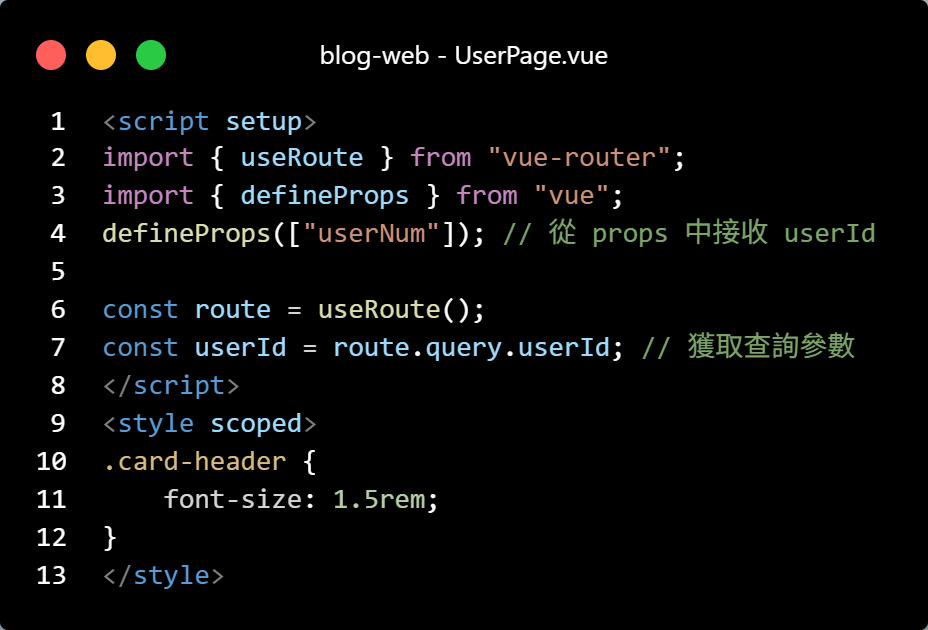 blog-web - UserPage.vue
1 <script setup>
2 import { useRoute } from "vue-router";
3 import { defineProps } from "vue";
4 defineProps(["userNum"]); // 從 props 中接收 userId
5
6 const route = useRoute();
7 const userId = route.query.userId; // 獲取查詢參數
8 </script>
9 <style scoped>
10 .card-header {
11     font-size: 1.5rem;
12 }
13 </style>